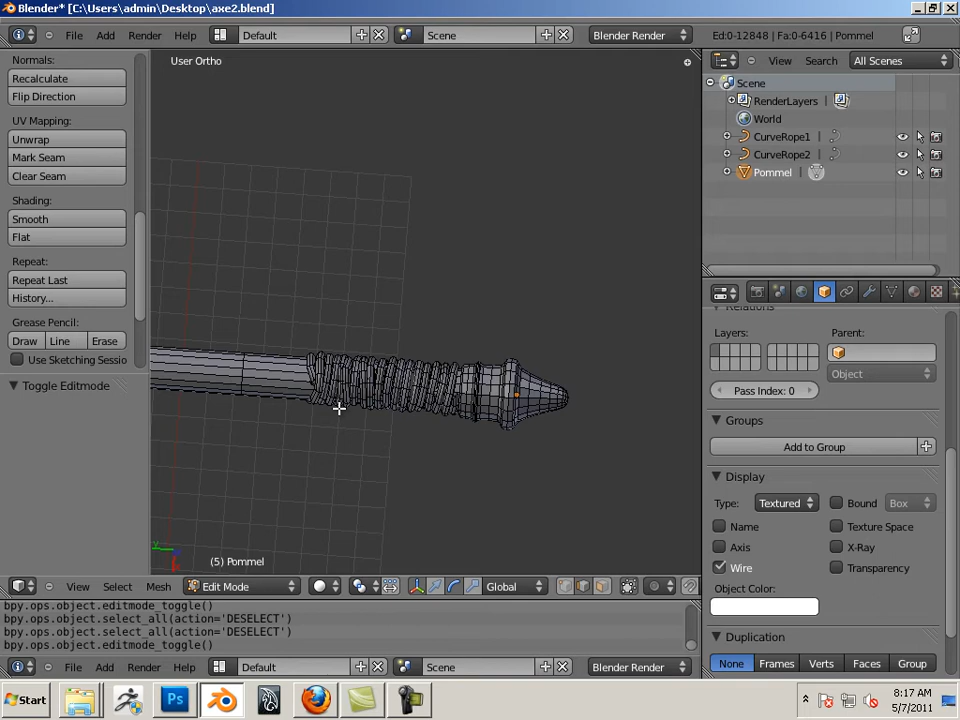 Blender* [C:\Users\admin\Desktop\axe2.blend]
File Add Render Help Default Scene Blender Render Ed:0-12848 | Fa:0-6416 | Pommel
Normals:
Recalculate
Flip Direction
UV Mapping:
Unwrap
Mark Seam
Clear Seam
Shading:
Smooth
Flat
Repeat:
Repeat Last
History...
Grease Pencil:
Draw Line Erase
Use Sketching Sessio
Toggle Editmode
User Ortho
(5) Pommel
View Search All Scenes
Scene
RenderLayers
World
CurveRope1
CurveRope2
Pommel
Relations
Layers: Parent:
Object
Pass Index: 0
Groups
Add to Group
Display
Type: Textured Bound Box
Name Texture Space
Axis X-Ray
Wire Transparency
Object Color:
Duplication
None Frames Verts Faces Group
View Select Mesh Edit Mode Global
bpy.ops.object.editmode_toggle()
bpy.ops.object.select_all(action='DESELECT')
bpy.ops.object.select_all(action='DESELECT')
bpy.ops.object.editmode_toggle()
File Add Render Help Default Scene Blender Render
Start Ps 8:17 AM
5/7/2011